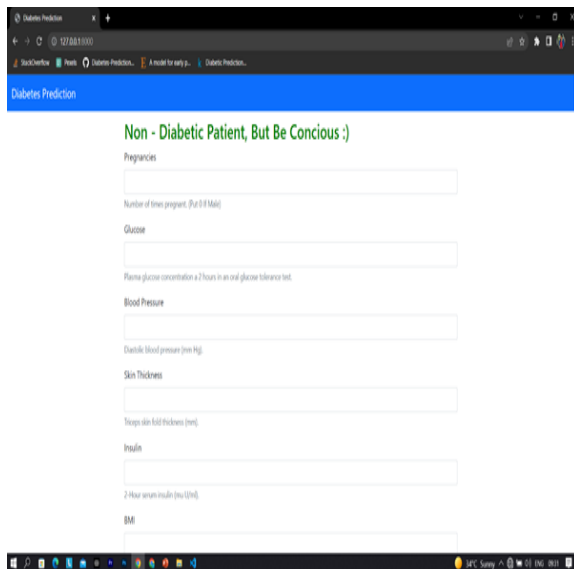 Diabetes Prediction
127.0.0.1:8000
StackOverflow Pexels Diabetes-Prediction... A model for early p... Diabetic Prediction...
Diabetes Prediction
Non - Diabetic Patient, But Be Concious :)
Pregnancies
Number of times pregnant. (Put 0 if Male)
Glucose
Plasma glucose concentration a 2 hours in an oral glucose tolerance test.
Blood Pressure
Diastolic blood pressure (mm Hg).
Skin Thickness
Triceps skin fold thickness (mm).
Insulin
2-Hour serum insulin (mu U/ml).
BMI
34°C Sunny ENG